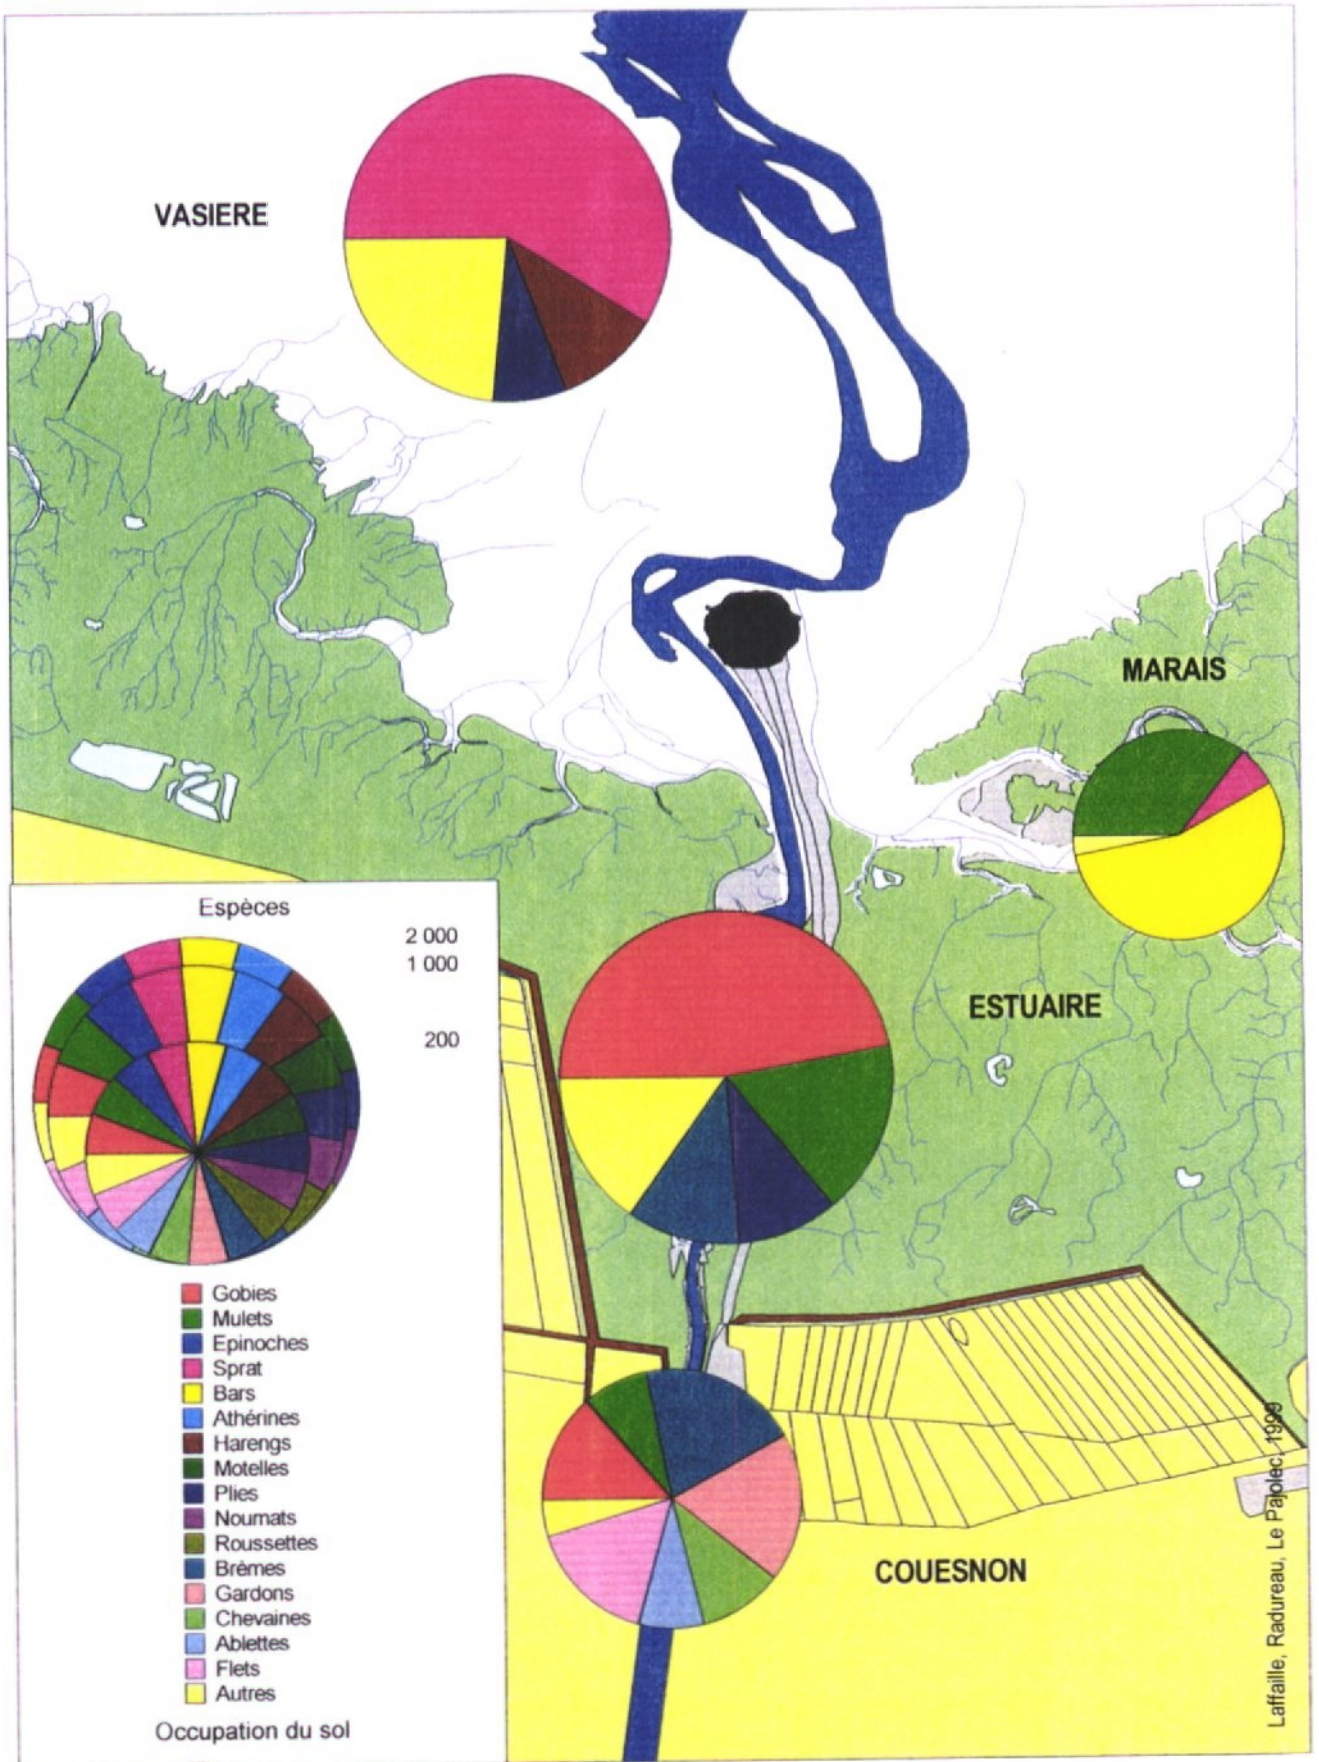 VASIERE
MARAIS
ESTUAIRE
COUESNON
Espèces
2 000
1 000
200
Gobies
Mulets
Epinoches
Sprat
Bars
Athérines
Harengs
Motelles
Plies
Noumats
Roussettes
Brèmes
Gardons
Chevaines
Ablettes
Flets
Autres
Occupation du sol
Laffaille, Radureau, Le Pajolec, 1999